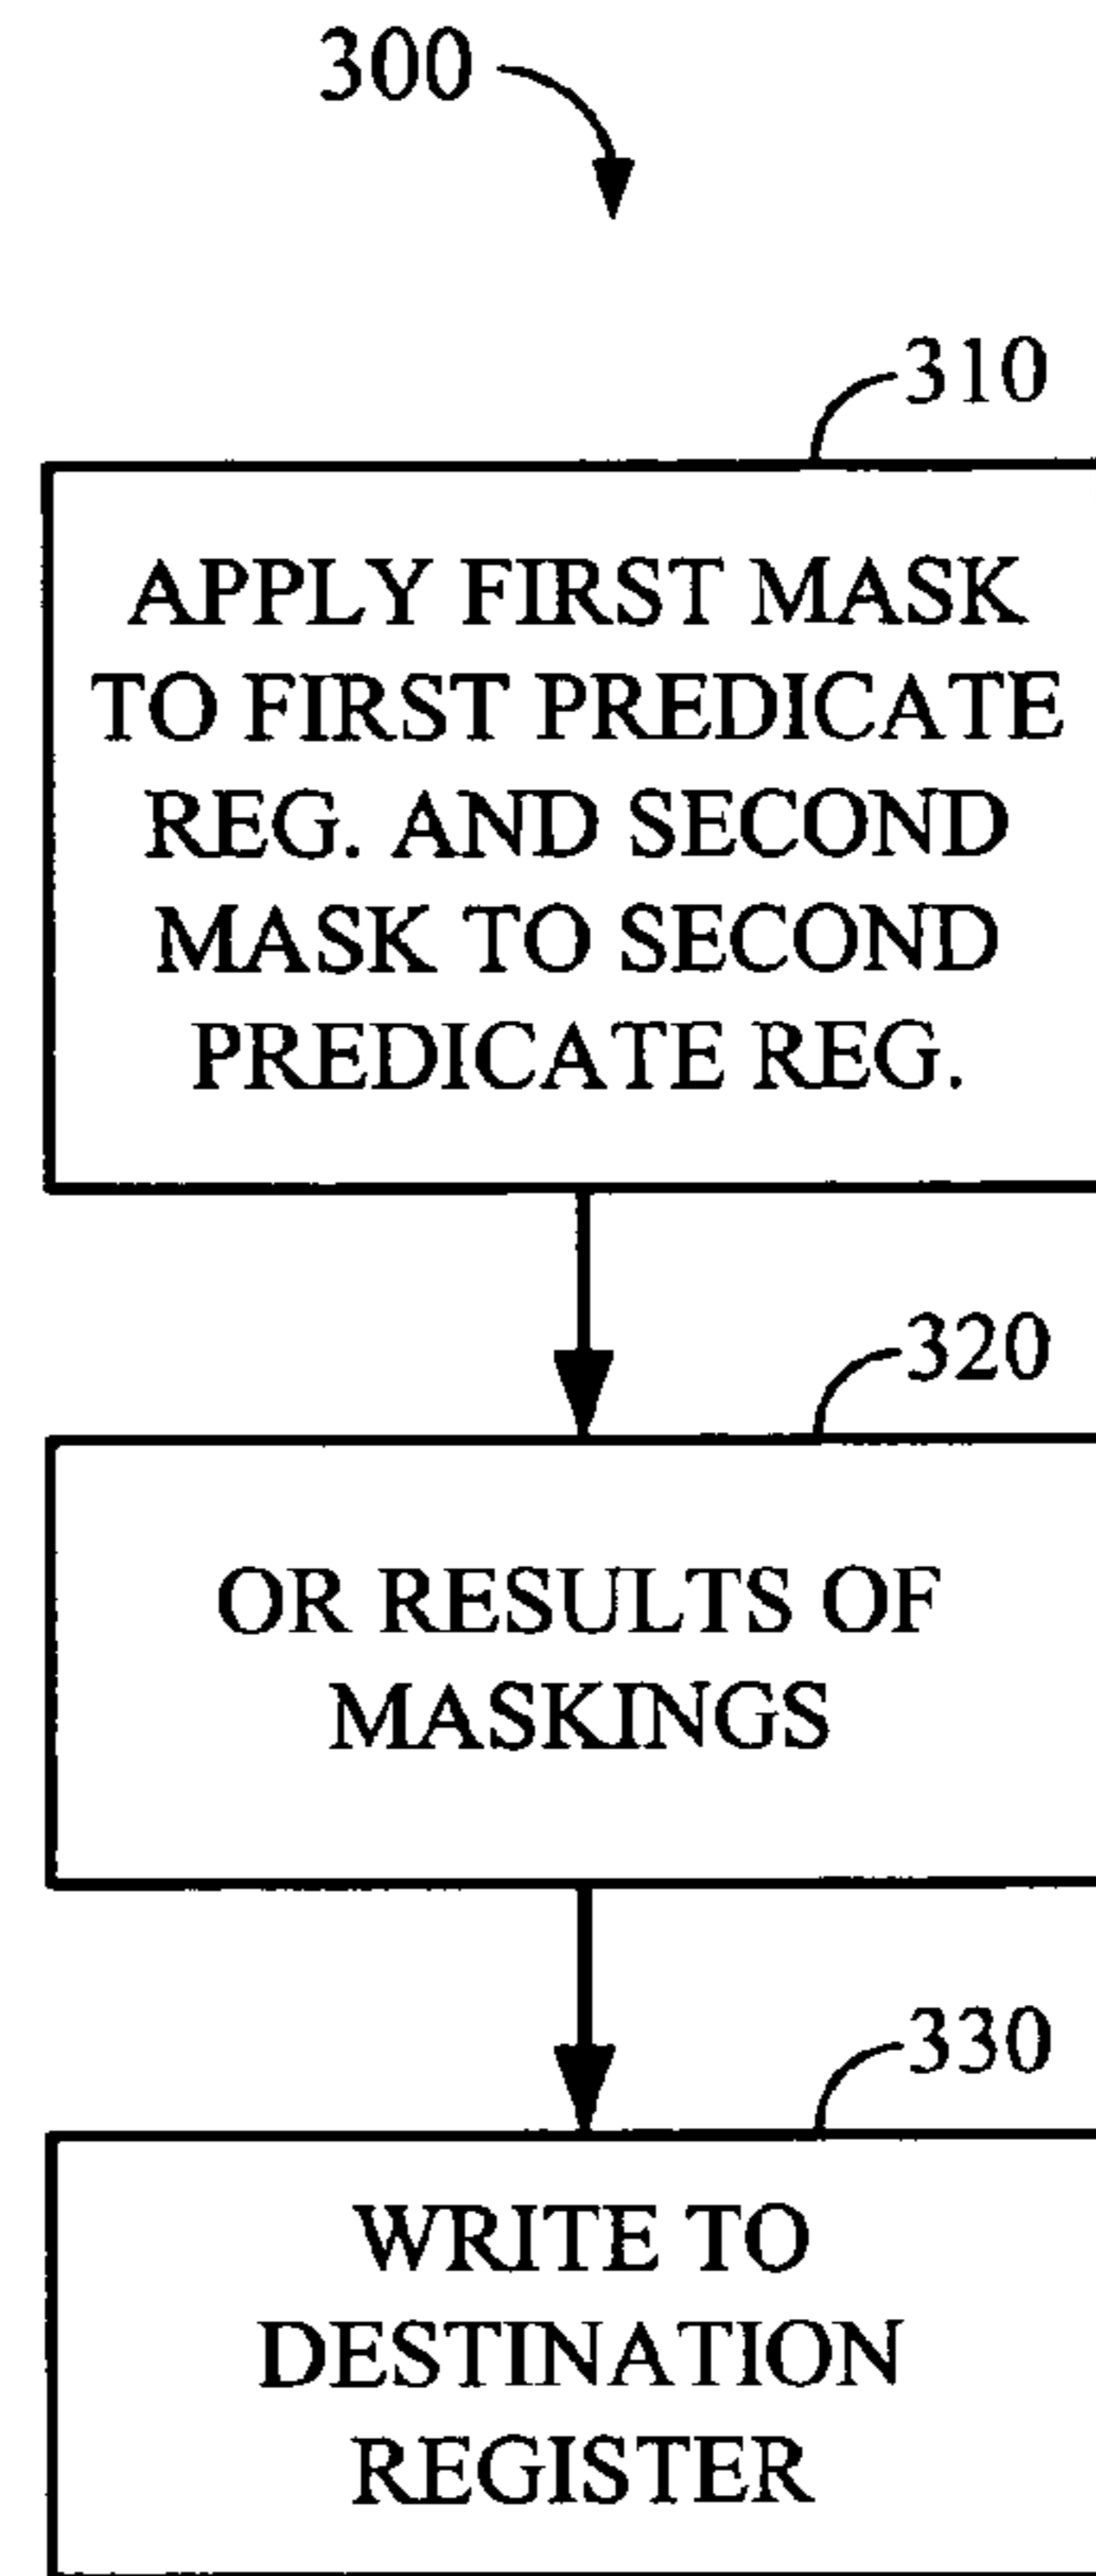 300
310
APPLY FIRST MASK
TO FIRST PREDICATE
REG. AND SECOND
MASK TO SECOND
PREDICATE REG.
320
OR RESULTS OF
MASKINGS
330
WRITE TO
DESTINATION
REGISTER